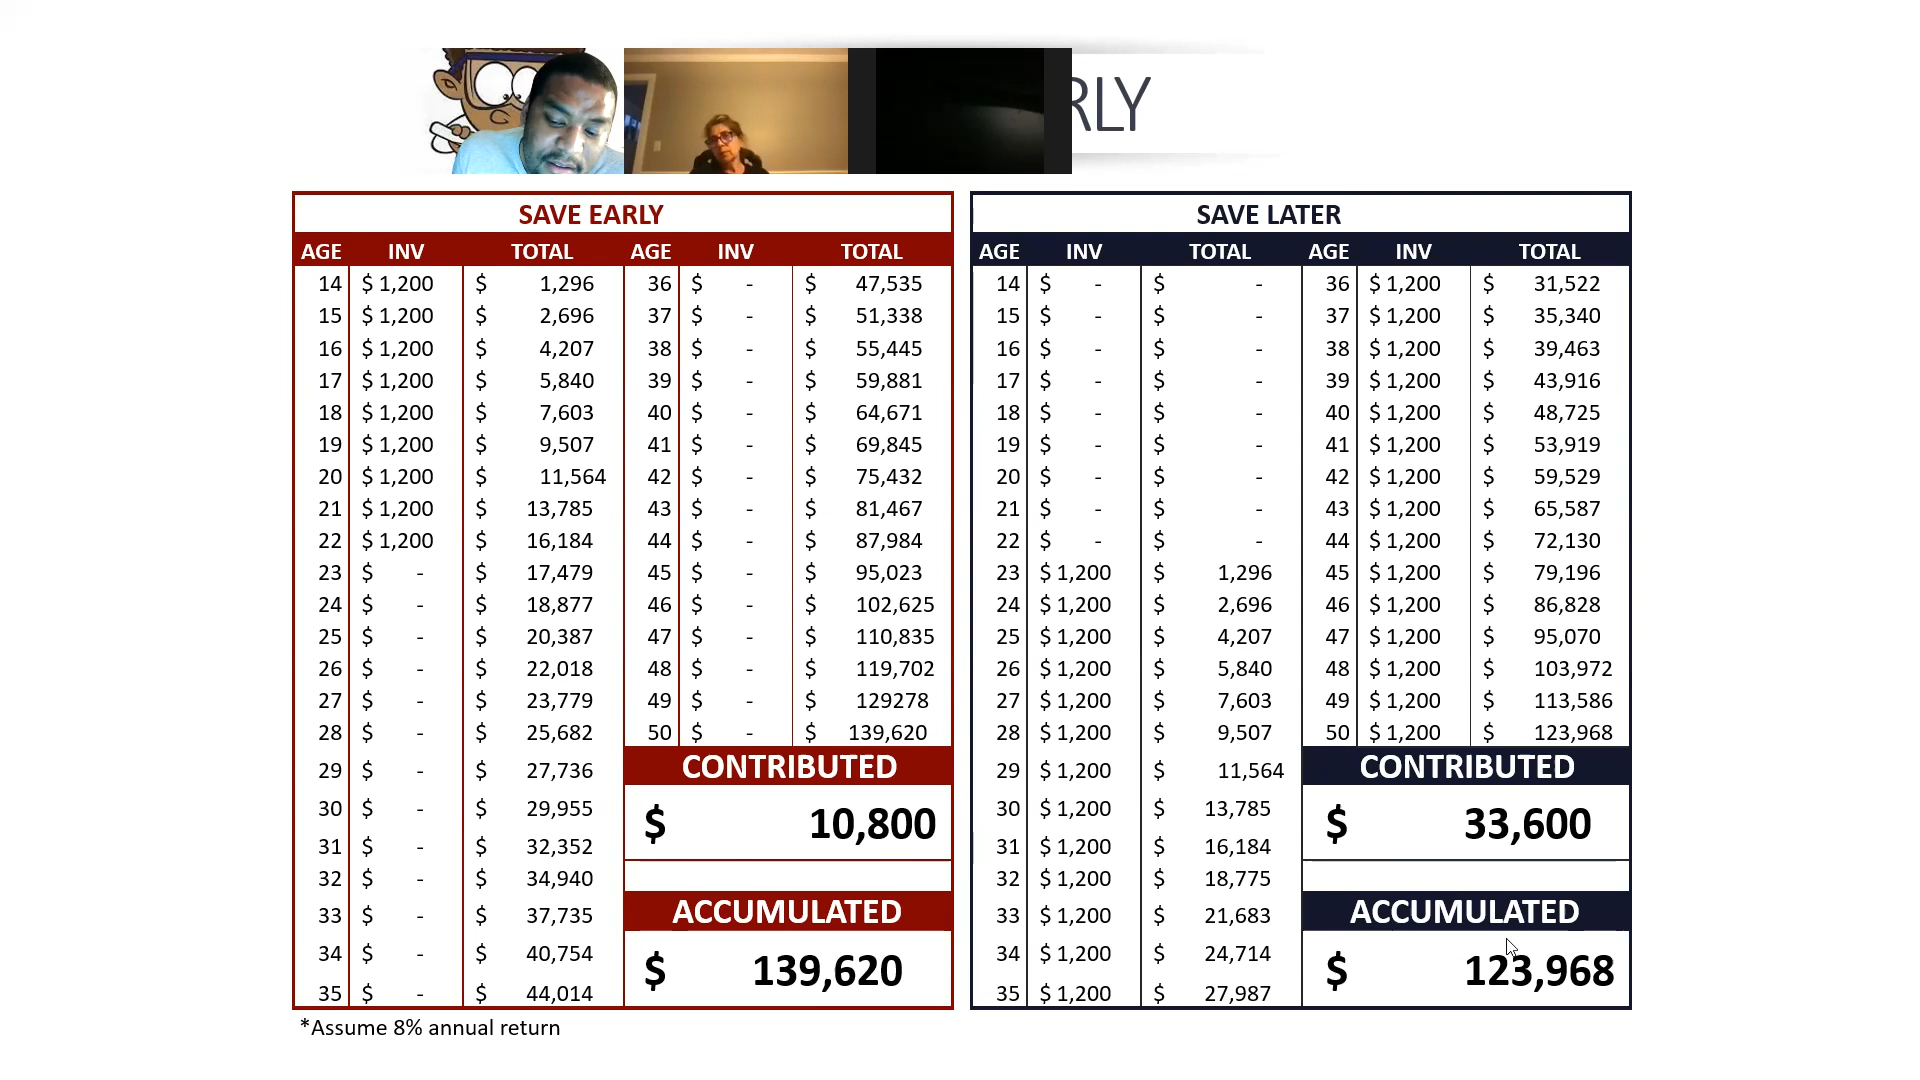 RLY
SAVE EARLY
AGE INV TOTAL AGE INV TOTAL
14 $ 1,200 $ 1,296 36 $ - $ 47,535
15 $ 1,200 $ 2,696 37 $ - $ 51,338
16 $ 1,200 $ 4,207 38 $ - $ 55,445
17 $ 1,200 $ 5,840 39 $ - $ 59,881
18 $ 1,200 $ 7,603 40 $ - $ 64,671
19 $ 1,200 $ 9,507 41 $ - $ 69,845
20 $ 1,200 $ 11,564 42 $ - $ 75,432
21 $ 1,200 $ 13,785 43 $ - $ 81,467
22 $ 1,200 $ 16,184 44 $ - $ 87,984
23 $ - $ 17,479 45 $ - $ 95,023
24 $ - $ 18,877 46 $ - $ 102,625
25 $ - $ 20,387 47 $ - $ 110,835
26 $ - $ 22,018 48 $ - $ 119,702
27 $ - $ 23,779 49 $ - $ 129278
28 $ - $ 25,682 50 $ - $ 139,620
29 $ - $ 27,736
30 $ - $ 29,955
31 $ - $ 32,352
32 $ - $ 34,940
33 $ - $ 37,735
34 $ - $ 40,754
35 $ - $ 44,014
CONTRIBUTED
$ 10,800
ACCUMULATED
$ 139,620
SAVE LATER
AGE INV TOTAL AGE INV TOTAL
14 $ - $ - 36 $ 1,200 $ 31,522
15 $ - $ - 37 $ 1,200 $ 35,340
16 $ - $ - 38 $ 1,200 $ 39,463
17 $ - $ - 39 $ 1,200 $ 43,916
18 $ - $ - 40 $ 1,200 $ 48,725
19 $ - $ - 41 $ 1,200 $ 53,919
20 $ - $ - 42 $ 1,200 $ 59,529
21 $ - $ - 43 $ 1,200 $ 65,587
22 $ - $ - 44 $ 1,200 $ 72,130
23 $ 1,200 $ 1,296 45 $ 1,200 $ 79,196
24 $ 1,200 $ 2,696 46 $ 1,200 $ 86,828
25 $ 1,200 $ 4,207 47 $ 1,200 $ 95,070
26 $ 1,200 $ 5,840 48 $ 1,200 $ 103,972
27 $ 1,200 $ 7,603 49 $ 1,200 $ 113,586
28 $ 1,200 $ 9,507 50 $ 1,200 $ 123,968
29 $ 1,200 $ 11,564
30 $ 1,200 $ 13,785
31 $ 1,200 $ 16,184
32 $ 1,200 $ 18,775
33 $ 1,200 $ 21,683
34 $ 1,200 $ 24,714
35 $ 1,200 $ 27,987
CONTRIBUTED
$ 33,600
ACCUMULATED
$ 123,968
*Assume 8% annual return